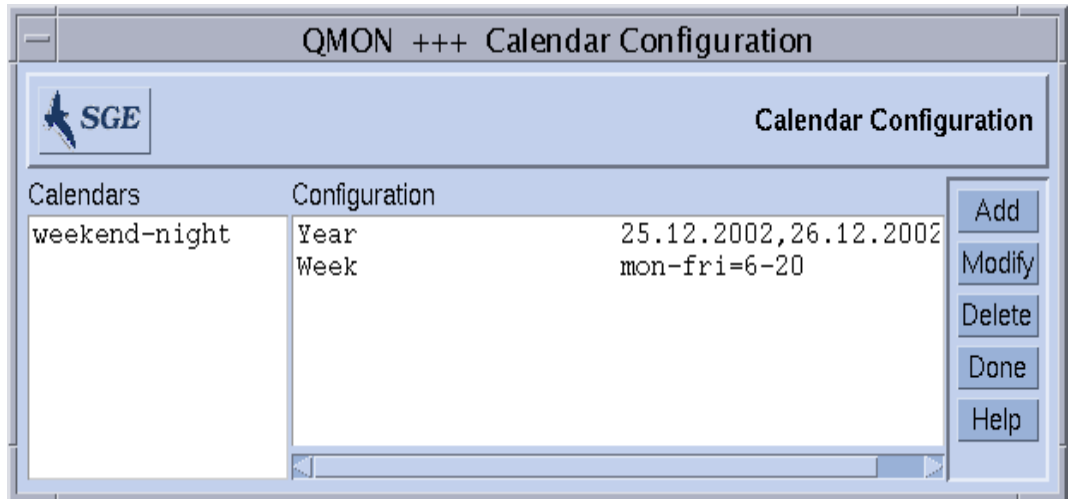 QMON +++ Calendar Configuration
SGE
Calendar Configuration
Calendars
Configuration
weekend-night
Year 25.12.2002,26.12.2002
Week mon-fri=6-20
Add
Modify
Delete
Done
Help